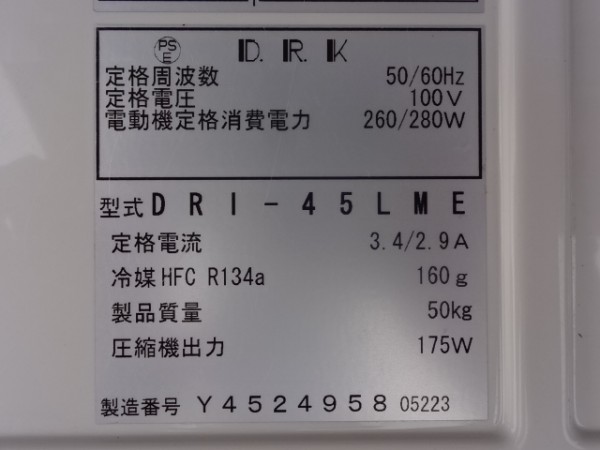 PS
E
D.R.K
定格周波数 50/60Hz
定格電圧 100V
電動機定格消費電力 260/280W
型式 DRI-45LME
定格電流 3.4/2.9A
冷媒HFC R134a 160g
製品質量 50kg
圧縮機出力 175W
製造番号 Y4524958 05223